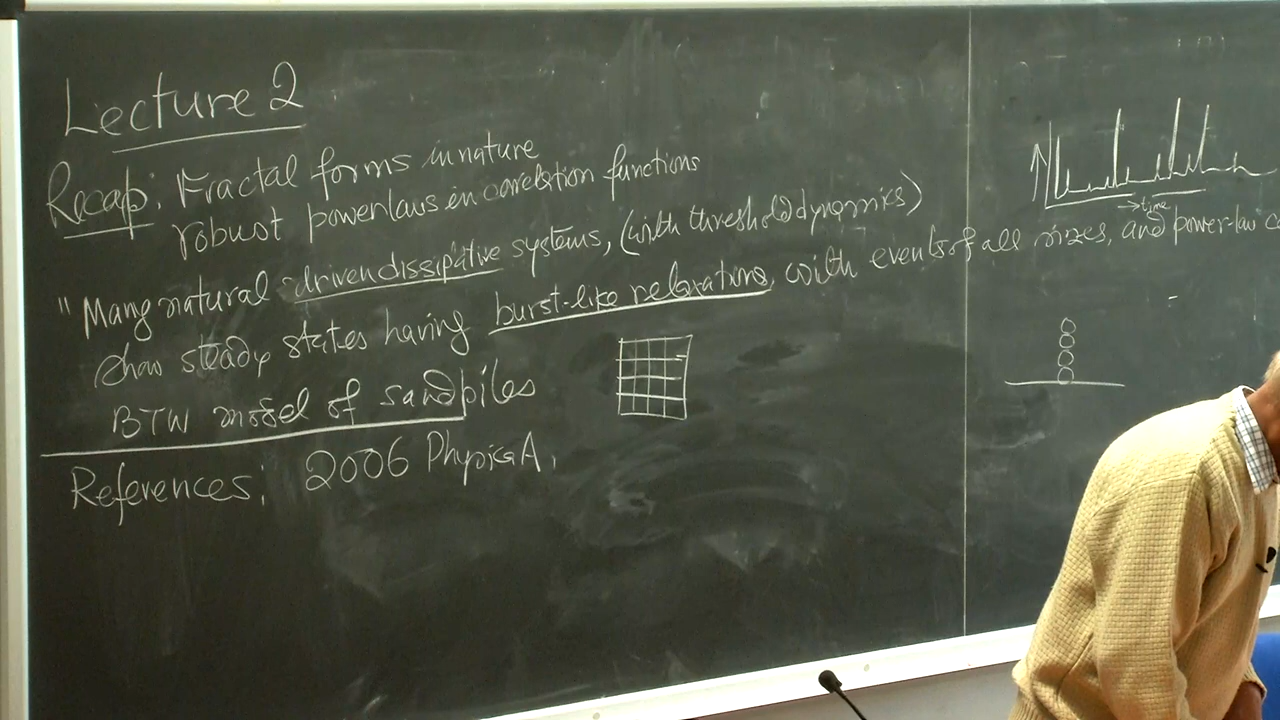 Lecture 2
Recap: Fractal forms in nature
robust powerlaws in correlation functions
"Many natural driven dissipative systems, (with threshold dynamics)
show steady states having burst-like relaxations, with events of all sizes, and power-law
BTW model of sandpiles
References: 2006 Physica A,
→ time